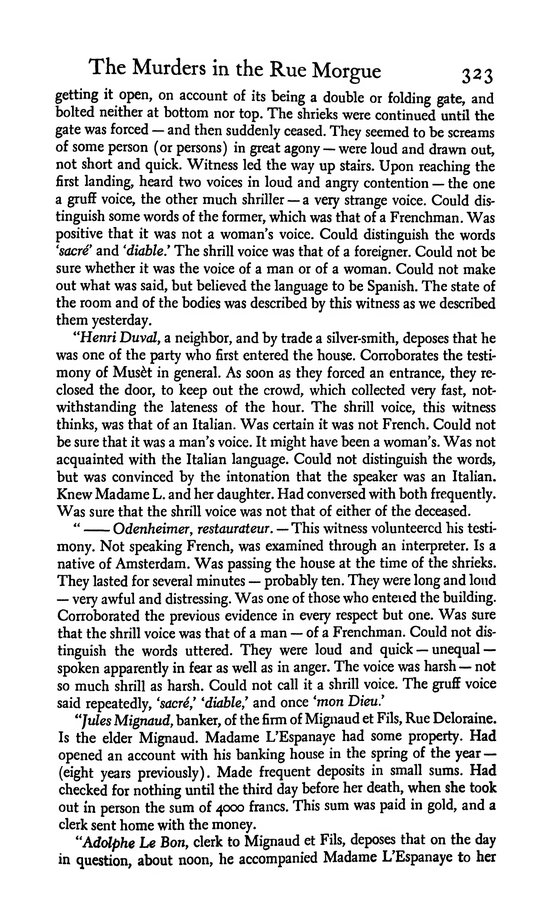 The Murders in the Rue Morgue 323
getting it open, on account of its being a double or folding gate, and
bolted neither at bottom nor top. The shrieks were continued until the
gate was forced — and then suddenly ceased. They seemed to be screams
of some person (or persons) in great agony — were loud and drawn out,
not short and quick. Witness led the way up stairs. Upon reaching the
first landing, heard two voices in loud and angry contention — the one
a gruff voice, the other much shriller — a very strange voice. Could dis-
tinguish some words of the former, which was that of a Frenchman. Was
positive that it was not a woman's voice. Could distinguish the words
'sacré' and 'diable.' The shrill voice was that of a foreigner. Could not be
sure whether it was the voice of a man or of a woman. Could not make
out what was said, but believed the language to be Spanish. The state of
the room and of the bodies was described by this witness as we described
them yesterday.
"Henri Duval, a neighbor, and by trade a silver-smith, deposes that he
was one of the party who first entered the house. Corroborates the testi-
mony of Musèt in general. As soon as they forced an entrance, they re-
closed the door, to keep out the crowd, which collected very fast, not-
withstanding the lateness of the hour. The shrill voice, this witness
thinks, was that of an Italian. Was certain it was not French. Could not
be sure that it was a man's voice. It might have been a woman's. Was not
acquainted with the Italian language. Could not distinguish the words,
but was convinced by the intonation that the speaker was an Italian.
Knew Madame L. and her daughter. Had conversed with both frequently.
Was sure that the shrill voice was not that of either of the deceased.
" —— Odenheimer, restaurateur. — This witness volunteered his testi-
mony. Not speaking French, was examined through an interpreter. Is a
native of Amsterdam. Was passing the house at the time of the shrieks.
They lasted for several minutes — probably ten. They were long and loud
— very awful and distressing. Was one of those who entered the building.
Corroborated the previous evidence in every respect but one. Was sure
that the shrill voice was that of a man — of a Frenchman. Could not dis-
tinguish the words uttered. They were loud and quick — unequal —
spoken apparently in fear as well as in anger. The voice was harsh — not
so much shrill as harsh. Could not call it a shrill voice. The gruff voice
said repeatedly, 'sacré,' 'diable,' and once 'mon Dieu.'
"Jules Mignaud, banker, of the firm of Mignaud et Fils, Rue Deloraine.
Is the elder Mignaud. Madame L'Espanaye had some property. Had
opened an account with his banking house in the spring of the year —
(eight years previously). Made frequent deposits in small sums. Had
checked for nothing until the third day before her death, when she took
out in person the sum of 4000 francs. This sum was paid in gold, and a
clerk sent home with the money.
"Adolphe Le Bon, clerk to Mignaud et Fils, deposes that on the day
in question, about noon, he accompanied Madame L'Espanaye to her